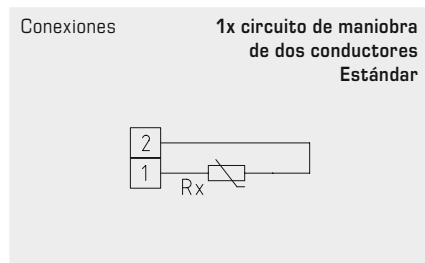 Conexiones
1x circuito de maniobra
de dos conductores
Estándar
2
1
Rx